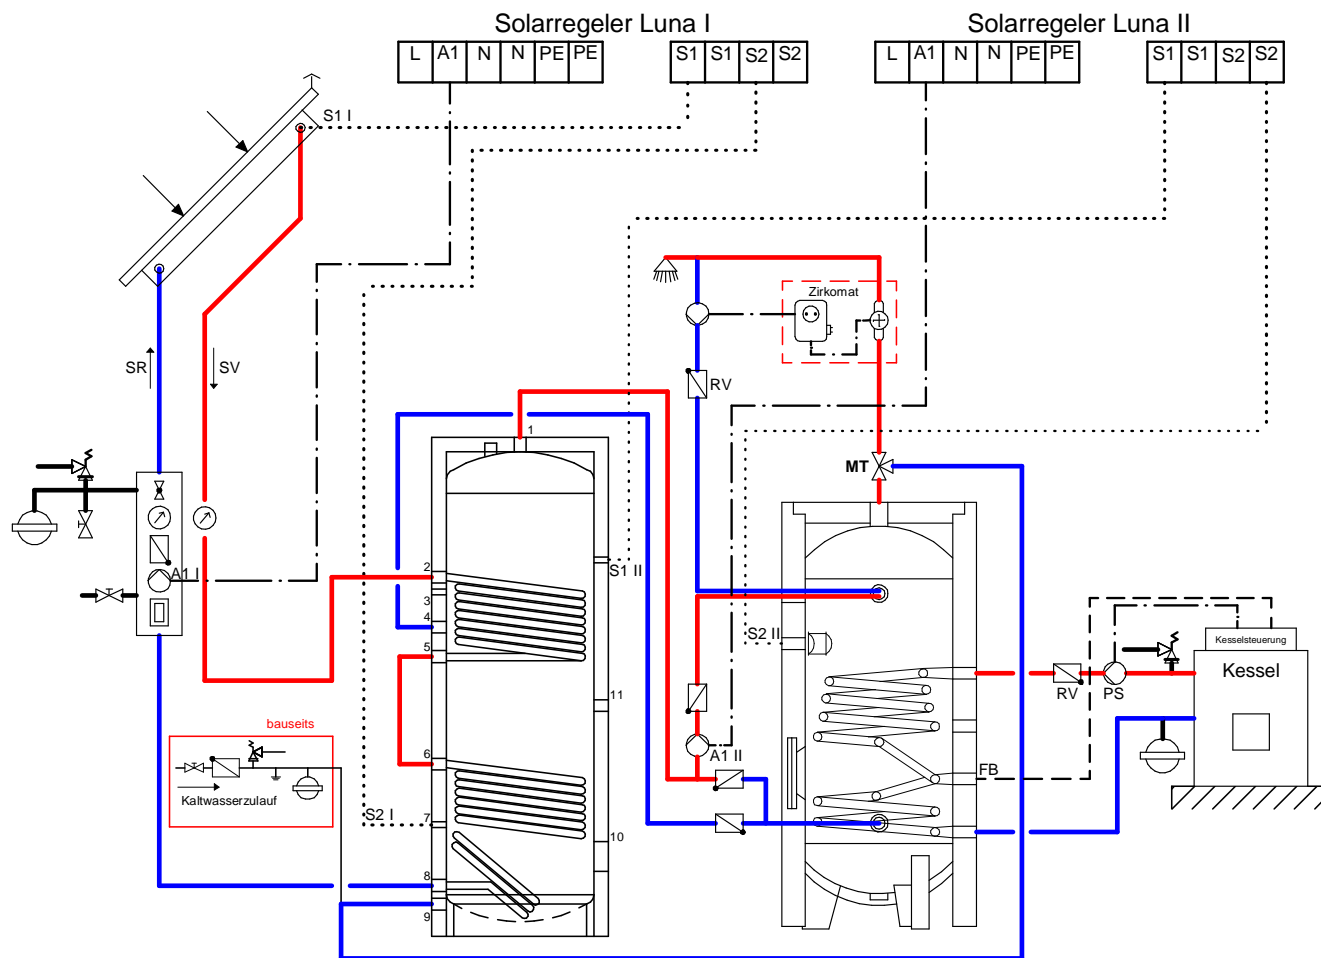 Solarregeler Luna I
Solarregeler Luna II
L A1 N N PE PE
S1 S1 S2 S2
L A1 N N PE PE
S1 S1 S2 S2
S1 I
Zirkomat
SR
SV
RV
1
MT
A1 I
2
S1 II
3
4
5
S2 II
Kesselsteuerung
Kessel
RV
PS
11
bauseits
6
A1 II
FB
Kaltwasserzulauf
S2 I
7
10
8
9